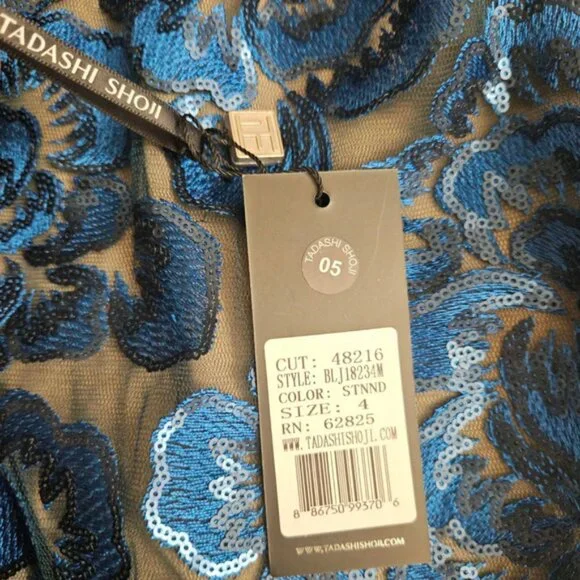 TADASHI SHOJI
TADASHI SHOJI
05
CUT: 48216
STYLE: BLJ18234M
COLOR: STNND
SIZE: 4
RN: 62825
WWW.TADASHISHOJI.COM
8 86750 99370 6
WWW.TADASHISHOJI.COM